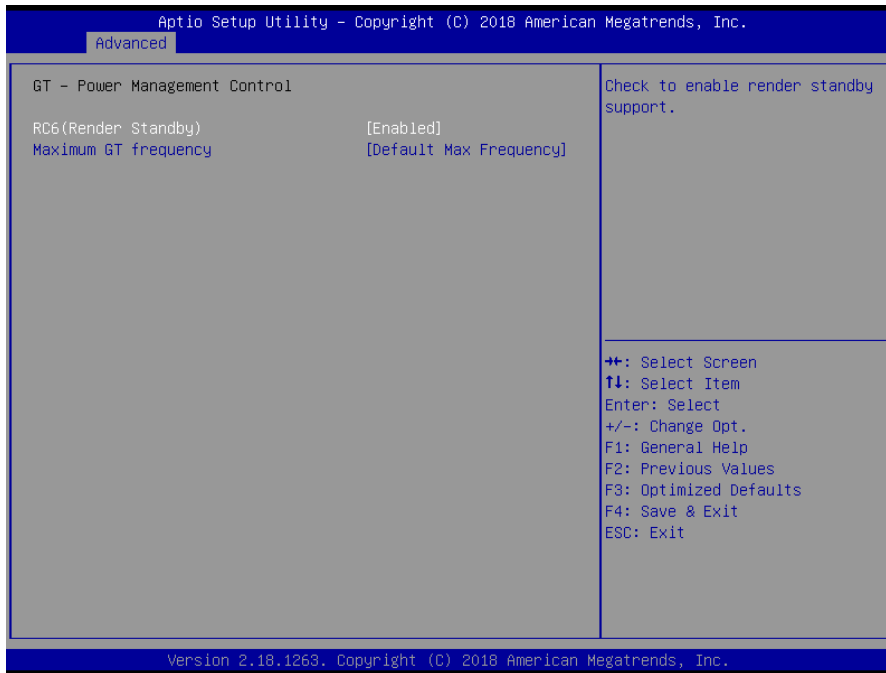 Aptio Setup Utility – Copyright (C) 2018 American Megatrends, Inc.
Advanced
GT – Power Management Control
RC6(Render Standby) [Enabled]
Maximum GT frequency [Default Max Frequency]
Check to enable render standby
support.
→←: Select Screen
↑↓: Select Item
Enter: Select
+/-: Change Opt.
F1: General Help
F2: Previous Values
F3: Optimized Defaults
F4: Save & Exit
ESC: Exit
Version 2.18.1263. Copyright (C) 2018 American Megatrends, Inc.